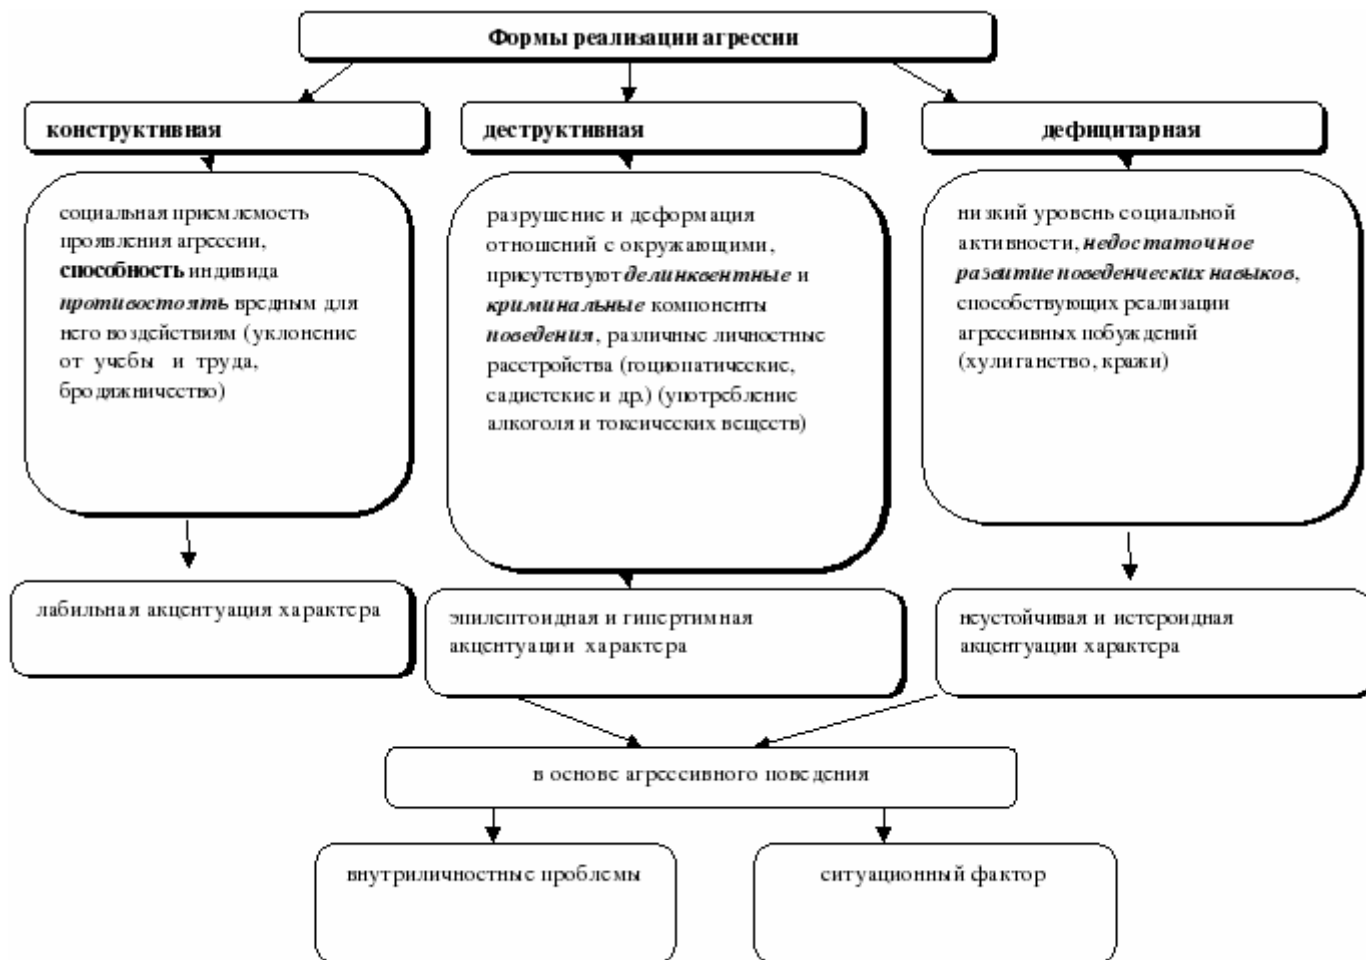 Формы реализации агрессии
конструктивная
деструктивная
дефицитарная
социальная приемлемость
проявления агрессии,
способность индивида
противостоять вредным для
него воздействиям (уклонение
от учебы и труда,
бродяжничество)
разрушение и деформация
отношений с окружающими,
присутствуют делинквентные и
криминальные компоненты
поведения, различные личностные
расстройства (гоциопатические,
садистские и др.) (употребление
алкоголя и токсических веществ)
низкий уровень социальной
активности, недостаточное
развитие поведенческих навыков,
способствующих реализации
агрессивных побуждений
(хулиганство, кражи)
лабильная акцентуация характера
эпилептоидная и гипертимная
акцентуации характера
неустойчивая и истероидная
акцентуации характера
в основе агрессивного поведения
внутриличностные проблемы
ситуационный фактор